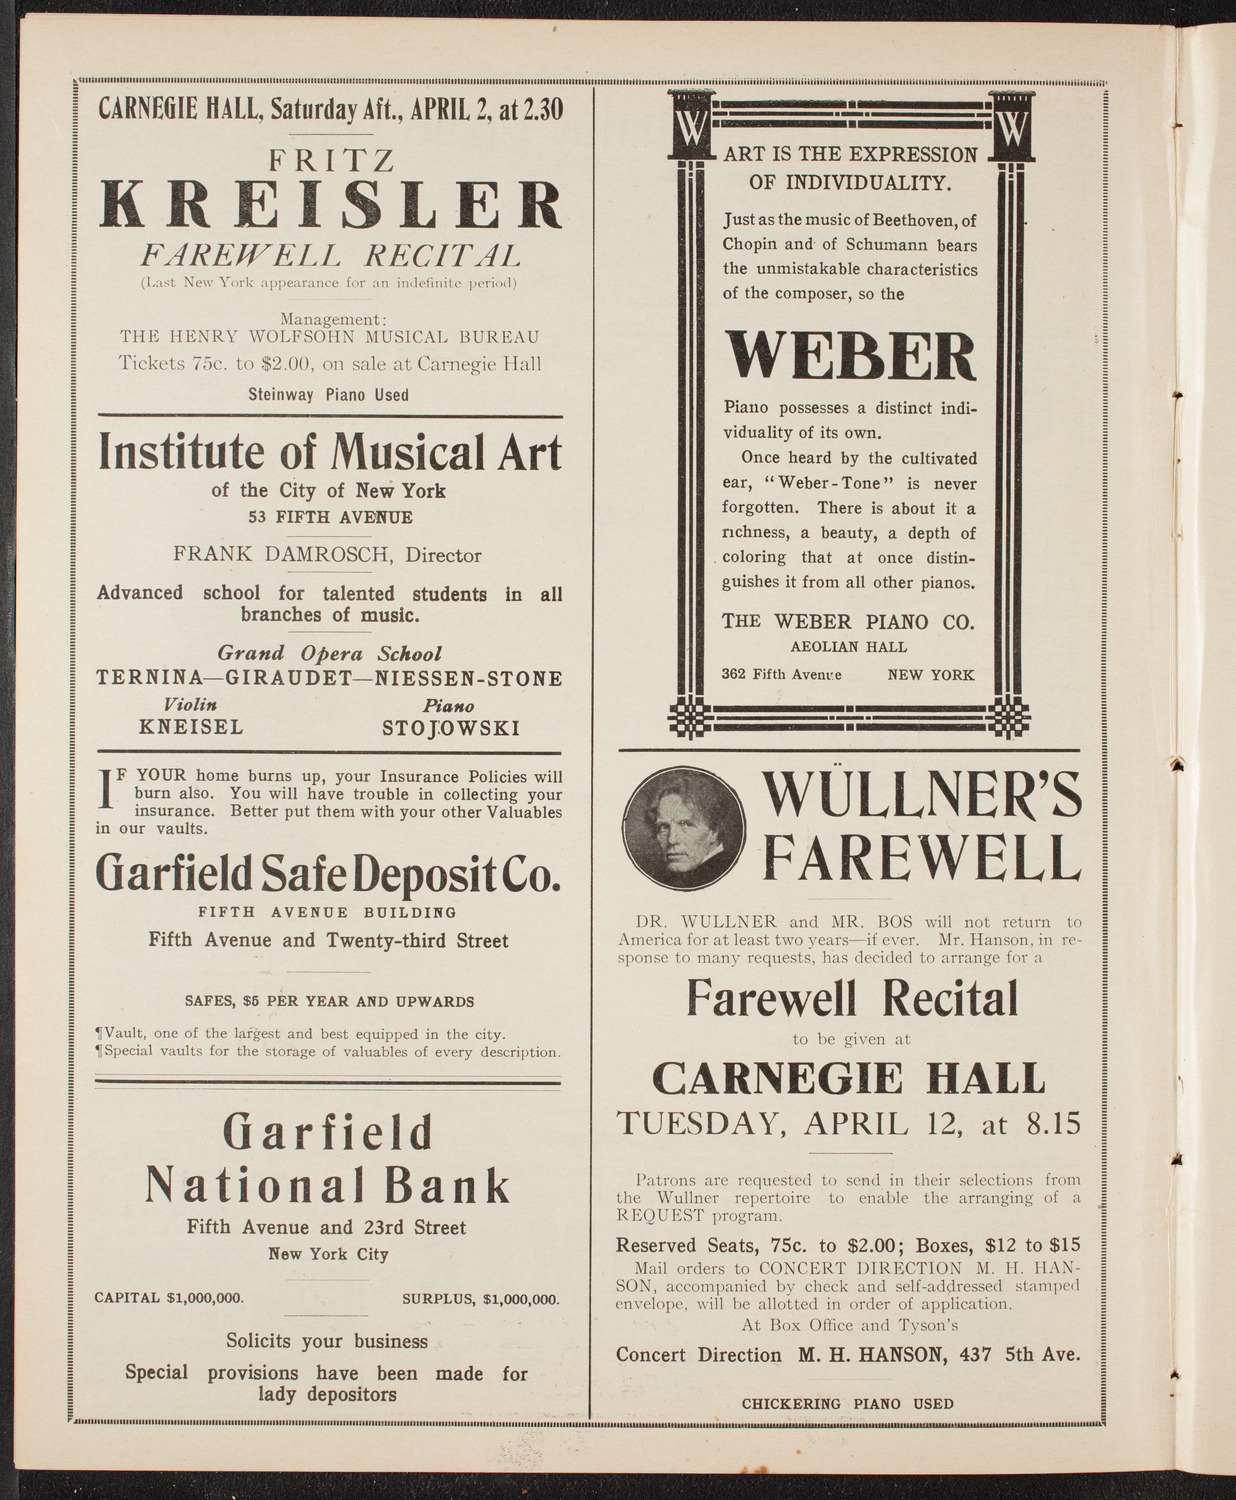 CARNEGIE HALL, Saturday Aft., APRIL 2, at 2.30
FRITZ
KREISLER
FAREWELL RECITAL
(Last New York appearance for an indefinite period)
Management:
THE HENRY WOLFSOHN MUSICAL BUREAU
Tickets 75c. to $2.00, on sale at Carnegie Hall
Steinway Piano Used
Institute of Musical Art
of the City of New York
53 FIFTH AVENUE
FRANK DAMROSCH, Director
Advanced school for talented students in all
branches of music.
Grand Opera School
TERNINA—GIRAUDET—NIESSEN-STONE
Violin Piano
KNEISEL STOJOWSKI
IF YOUR home burns up, your Insurance Policies will
burn also. You will have trouble in collecting your
insurance. Better put them with your other Valuables
in our vaults.
Garfield Safe Deposit Co.
FIFTH AVENUE BUILDING
Fifth Avenue and Twenty-third Street
SAFES, $5 PER YEAR AND UPWARDS
¶Vault, one of the largest and best equipped in the city.
¶Special vaults for the storage of valuables of every description.
Garfield
National Bank
Fifth Avenue and 23rd Street
New York City
CAPITAL $1,000,000. SURPLUS, $1,000,000.
Solicits your business
Special provisions have been made for
lady depositors
W W
ART IS THE EXPRESSION
OF INDIVIDUALITY.
Just as the music of Beethoven, of
Chopin and of Schumann bears
the unmistakable characteristics
of the composer, so the
WEBER
Piano possesses a distinct indi-
viduality of its own.
Once heard by the cultivated
ear, "Weber-Tone" is never
forgotten. There is about it a
richness, a beauty, a depth of
coloring that at once distin-
guishes it from all other pianos.
THE WEBER PIANO CO.
AEOLIAN HALL
362 Fifth Avenue NEW YORK
WÜLLNER'S
FAREWELL
DR. WULLNER and MR. BOS will not return to
America for at least two years—if ever. Mr. Hanson, in re-
sponse to many requests, has decided to arrange for a
Farewell Recital
to be given at
CARNEGIE HALL
TUESDAY, APRIL 12, at 8.15
Patrons are requested to send in their selections from
the Wullner repertoire to enable the arranging of a
REQUEST program.
Reserved Seats, 75c. to $2.00; Boxes, $12 to $15
Mail orders to CONCERT DIRECTION M. H. HAN-
SON, accompanied by check and self-addressed stamped
envelope, will be allotted in order of application.
At Box Office and Tyson's
Concert Direction M. H. HANSON, 437 5th Ave.
CHICKERING PIANO USED